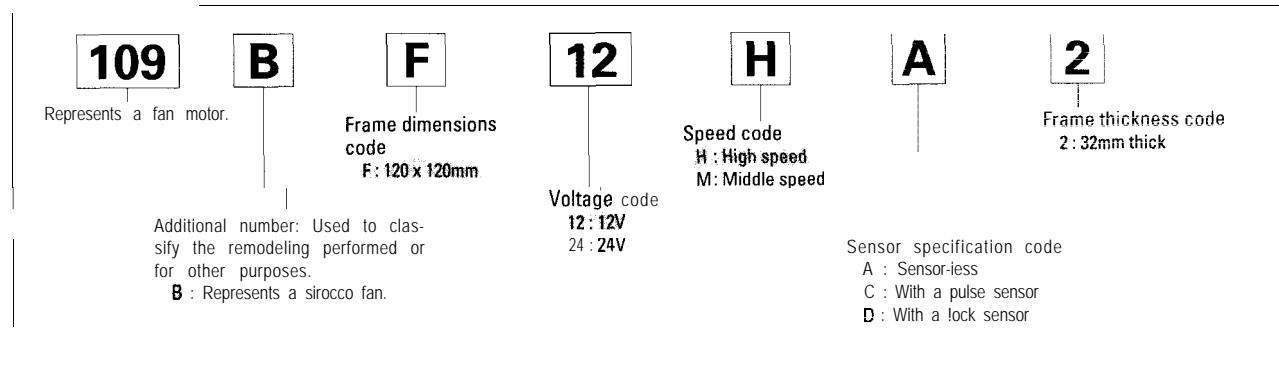 109 B F 12 H A 2
Represents a fan motor.
Additional number: Used to clas-
sify the remodeling performed or
for other purposes.
B : Represents a sirocco fan.
Frame dimensions
code
F : 120 x 120mm
Voltage code
12 : 12V
24 : 24V
Speed code
H : High speed
M : Middle speed
Sensor specification code
A : Sensor-iess
C : With a pulse sensor
D : With a !ock sensor
Frame thickness code
2 : 32mm thick